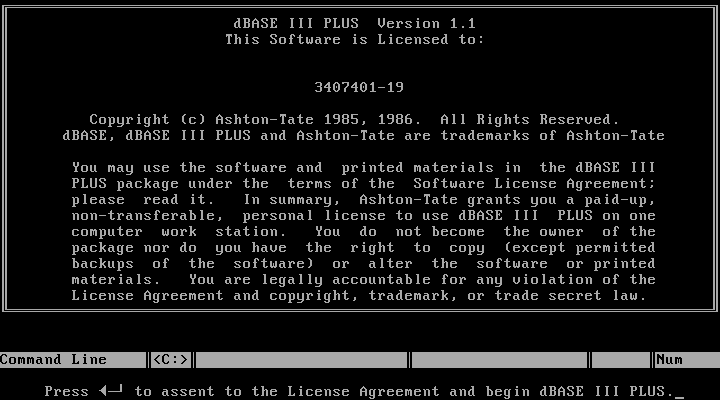 dBASE III PLUS  Version 1.1
This Software is Licensed to:
3407401-19
Copyright (c) Ashton-Tate 1985, 1986.  All Rights Reserved.
dBASE, dBASE III PLUS and Ashton-Tate are trademarks of Ashton-Tate
You may use the software and  printed materials in  the dBASE III
PLUS package under the  terms of the  Software License Agreement;
please  read it.   In summary,  Ashton-Tate grants you a paid-up,
non-transferable,  personal license to use dBASE III  PLUS on one
computer  work  station.   You  do  not become  the owner  of the
package nor do  you have  the  right  to  copy  (except permitted
backups  of  the  software)  or  alter  the  software  or printed
materials.   You are legally accountable for any violation of the
License Agreement and copyright, trademark, or trade secret law.
Command Line <C:> Num
Press ◄─┘ to assent to the License Agreement and begin dBASE III PLUS._